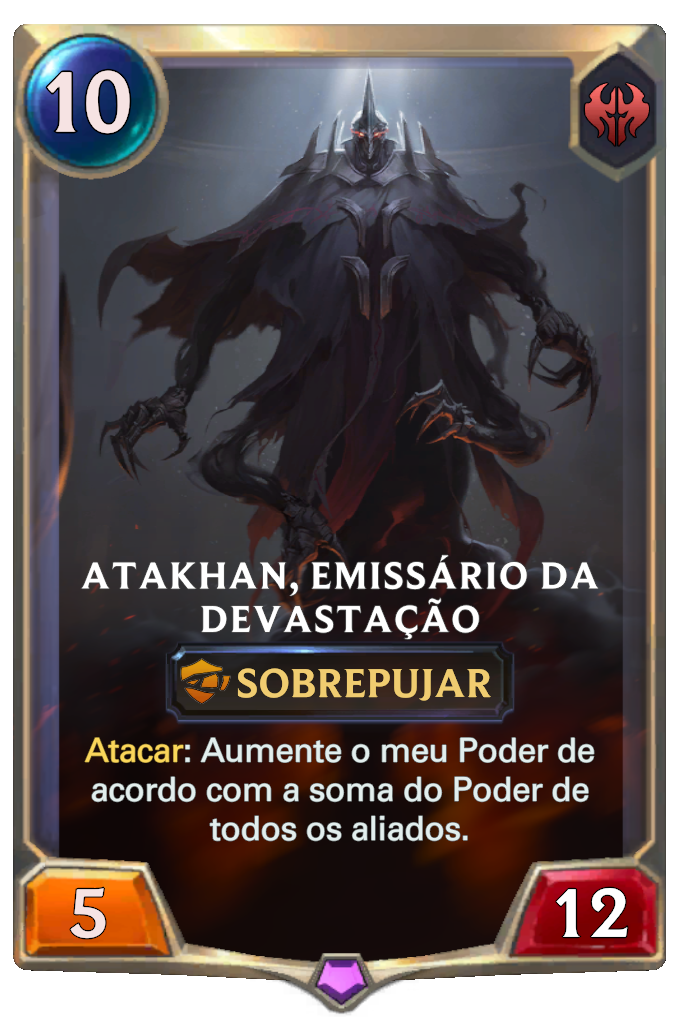 10
ATAKHAN, EMISSÁRIO DA
DEVASTAÇÃO
SOBREPUJAR
Atacar: Aumente o meu Poder de
acordo com a soma do Poder de
todos os aliados.
5
12